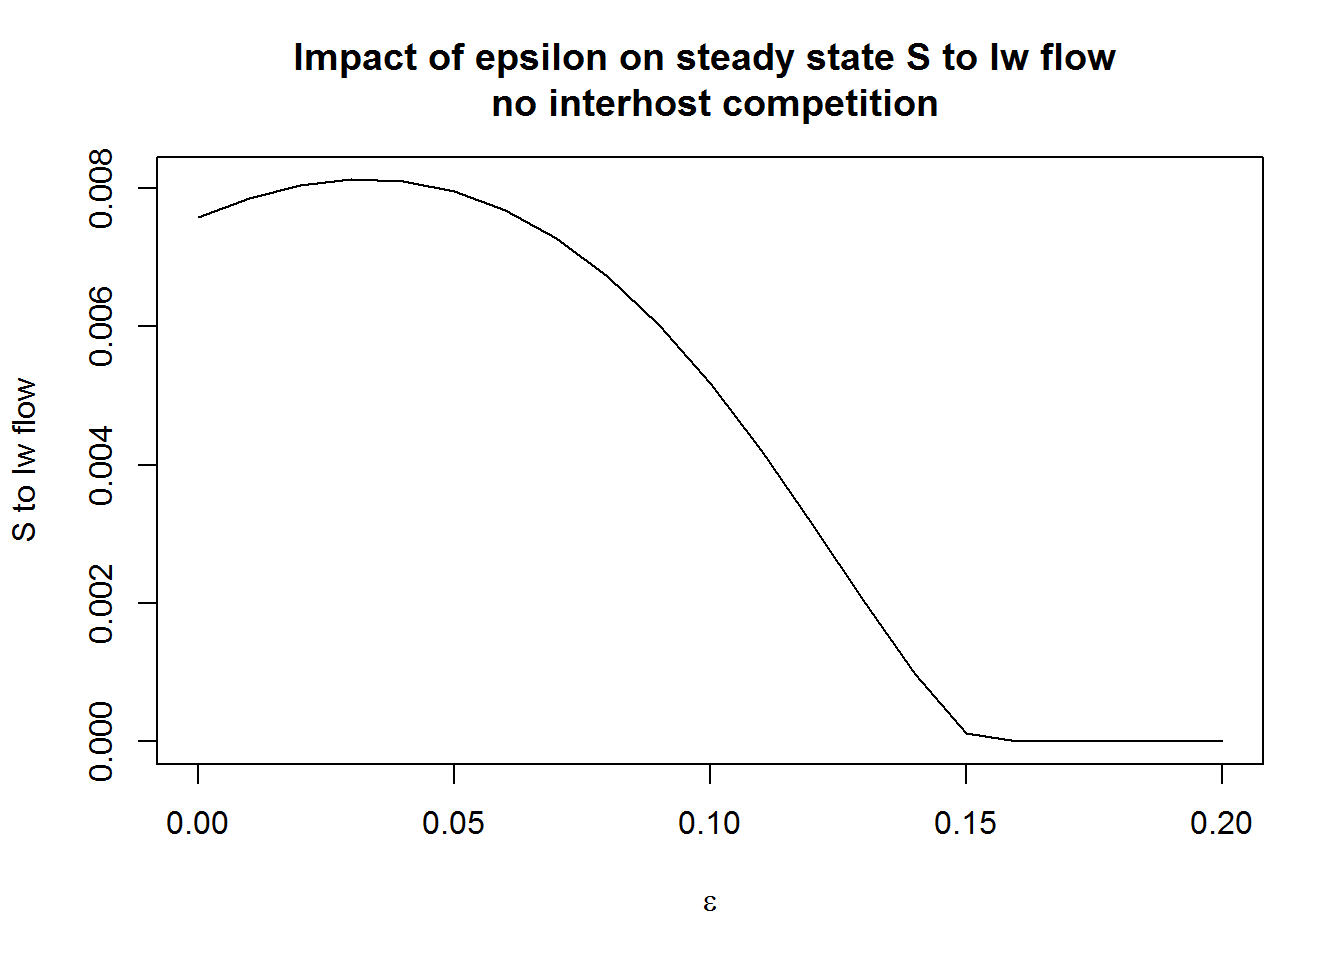 Impact of epsilon on steady state S to Iw flow
no interhost competition
S to Iw flow
0.008
0.006
0.004
0.002
0.000
0.00 0.05 0.10 0.15 0.20
ε